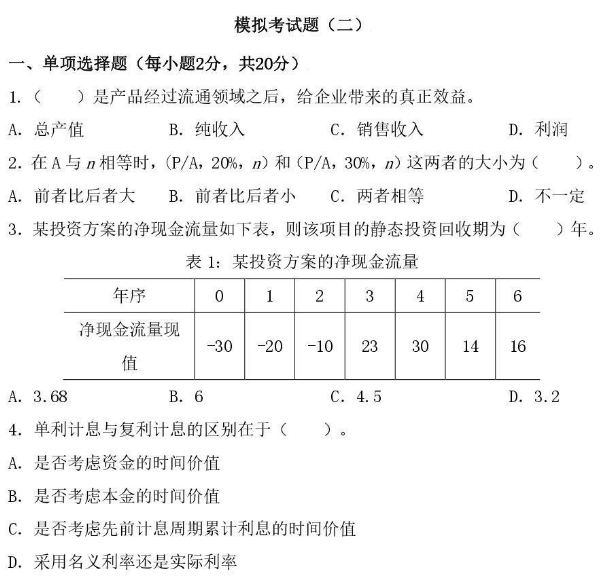 模拟考试题（二）
一、单项选择题（每小题2分，共20分）
1.（　　）是产品经过流通领域之后，给企业带来的真正效益。
A. 总产值　B. 纯收入　C. 销售收入　D. 利润
2. 在 A 与 n 相等时，(P/A, 20%, n) 和（P/A, 30%, n）这两者的大小为（　　）。
A. 前者比后者大　B. 前者比后者小　C. 两者相等　D. 不一定
3. 某投资方案的净现金流量如下表，则该项目的静态投资回收期为（　　）年。
表 1：某投资方案的净现金流量
年序　0　1　2　3　4　5　6
净现金流量现
值　-30　-20　-10　23　30　14　16
A. 3.68　B. 6　C. 4.5　D. 3.2
4. 单利计息与复利计息的区别在于（　　）。
A. 是否考虑资金的时间价值
B. 是否考虑本金的时间价值
C. 是否考虑先前计息周期累计利息的时间价值
D. 采用名义利率还是实际利率